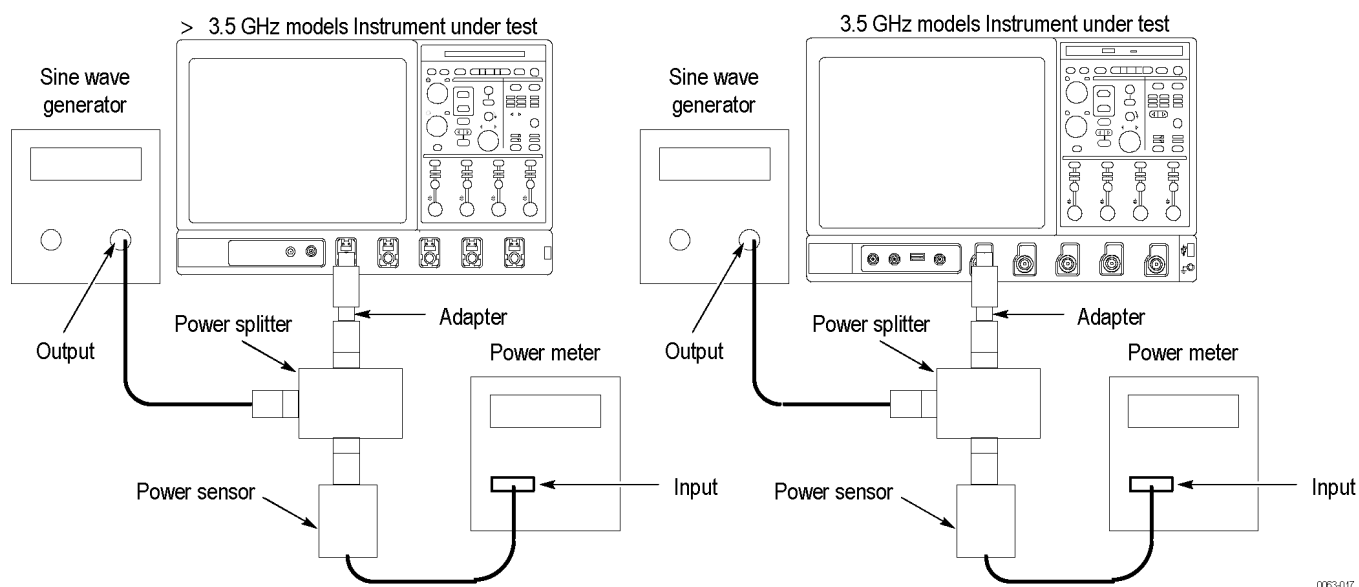 > 3.5 GHz models Instrument under test
Sine wave
generator
Output
Power splitter
Adapter
Power meter
Power sensor
Input
3.5 GHz models Instrument under test
Sine wave
generator
Output
Power splitter
Adapter
Power meter
Power sensor
Input
0063-017